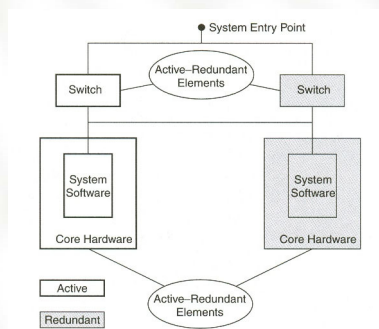 System Entry Point
Active–Redundant
Elements
Switch
Switch
System
Software
Core Hardware
System
Software
Core Hardware
Active
Redundant
Active–Redundant
Elements